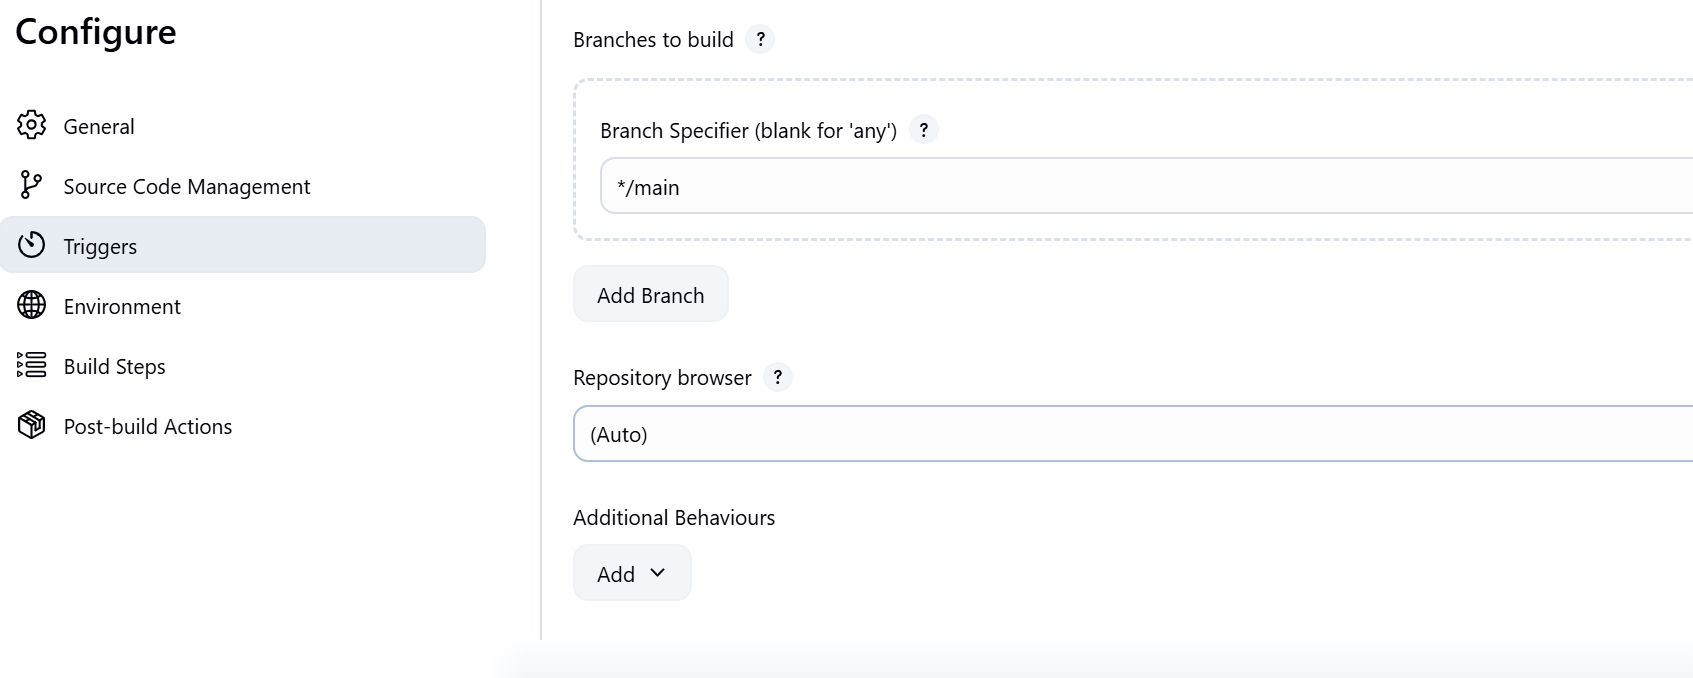 Configure
General
Source Code Management
Triggers
Environment
Build Steps
Post-build Actions
Branches to build ?
Branch Specifier (blank for 'any') ?
*/main
Add Branch
Repository browser ?
(Auto)
Additional Behaviours
Add